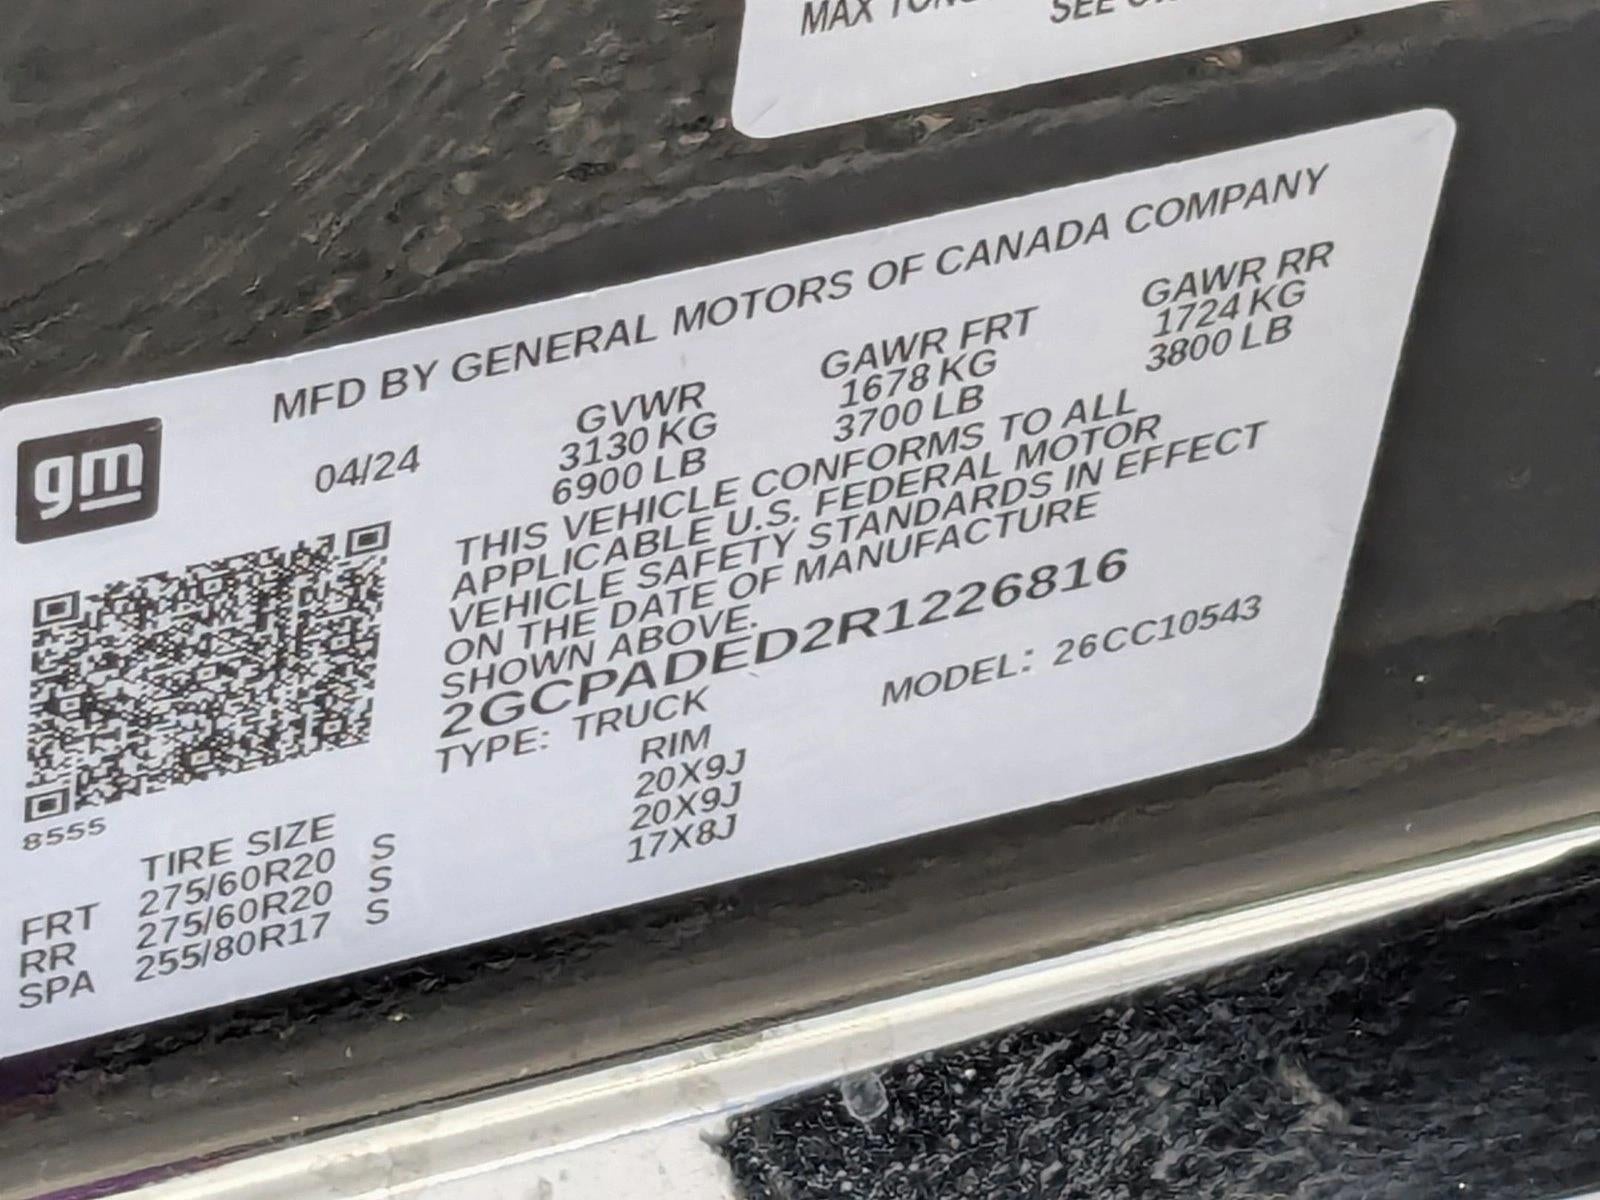 MAX
SEE
MFD BY GENERAL MOTORS OF CANADA COMPANY
gm
04/24
GVWR
3130 KG
6900 LB
GAWR FRT
1678 KG
3700 LB
GAWR RR
1724 KG
3800 LB
THIS VEHICLE CONFORMS TO ALL
APPLICABLE U.S. FEDERAL MOTOR
VEHICLE SAFETY STANDARDS IN EFFECT
ON THE DATE OF MANUFACTURE
SHOWN ABOVE.
2GCPADED2R1226816
TYPE: TRUCK MODEL: 26CC10543
8555
TIRE SIZE RIM
FRT 275/60R20 S 20X9J
RR 275/60R20 S 20X9J
SPA 255/80R17 S 17X8J